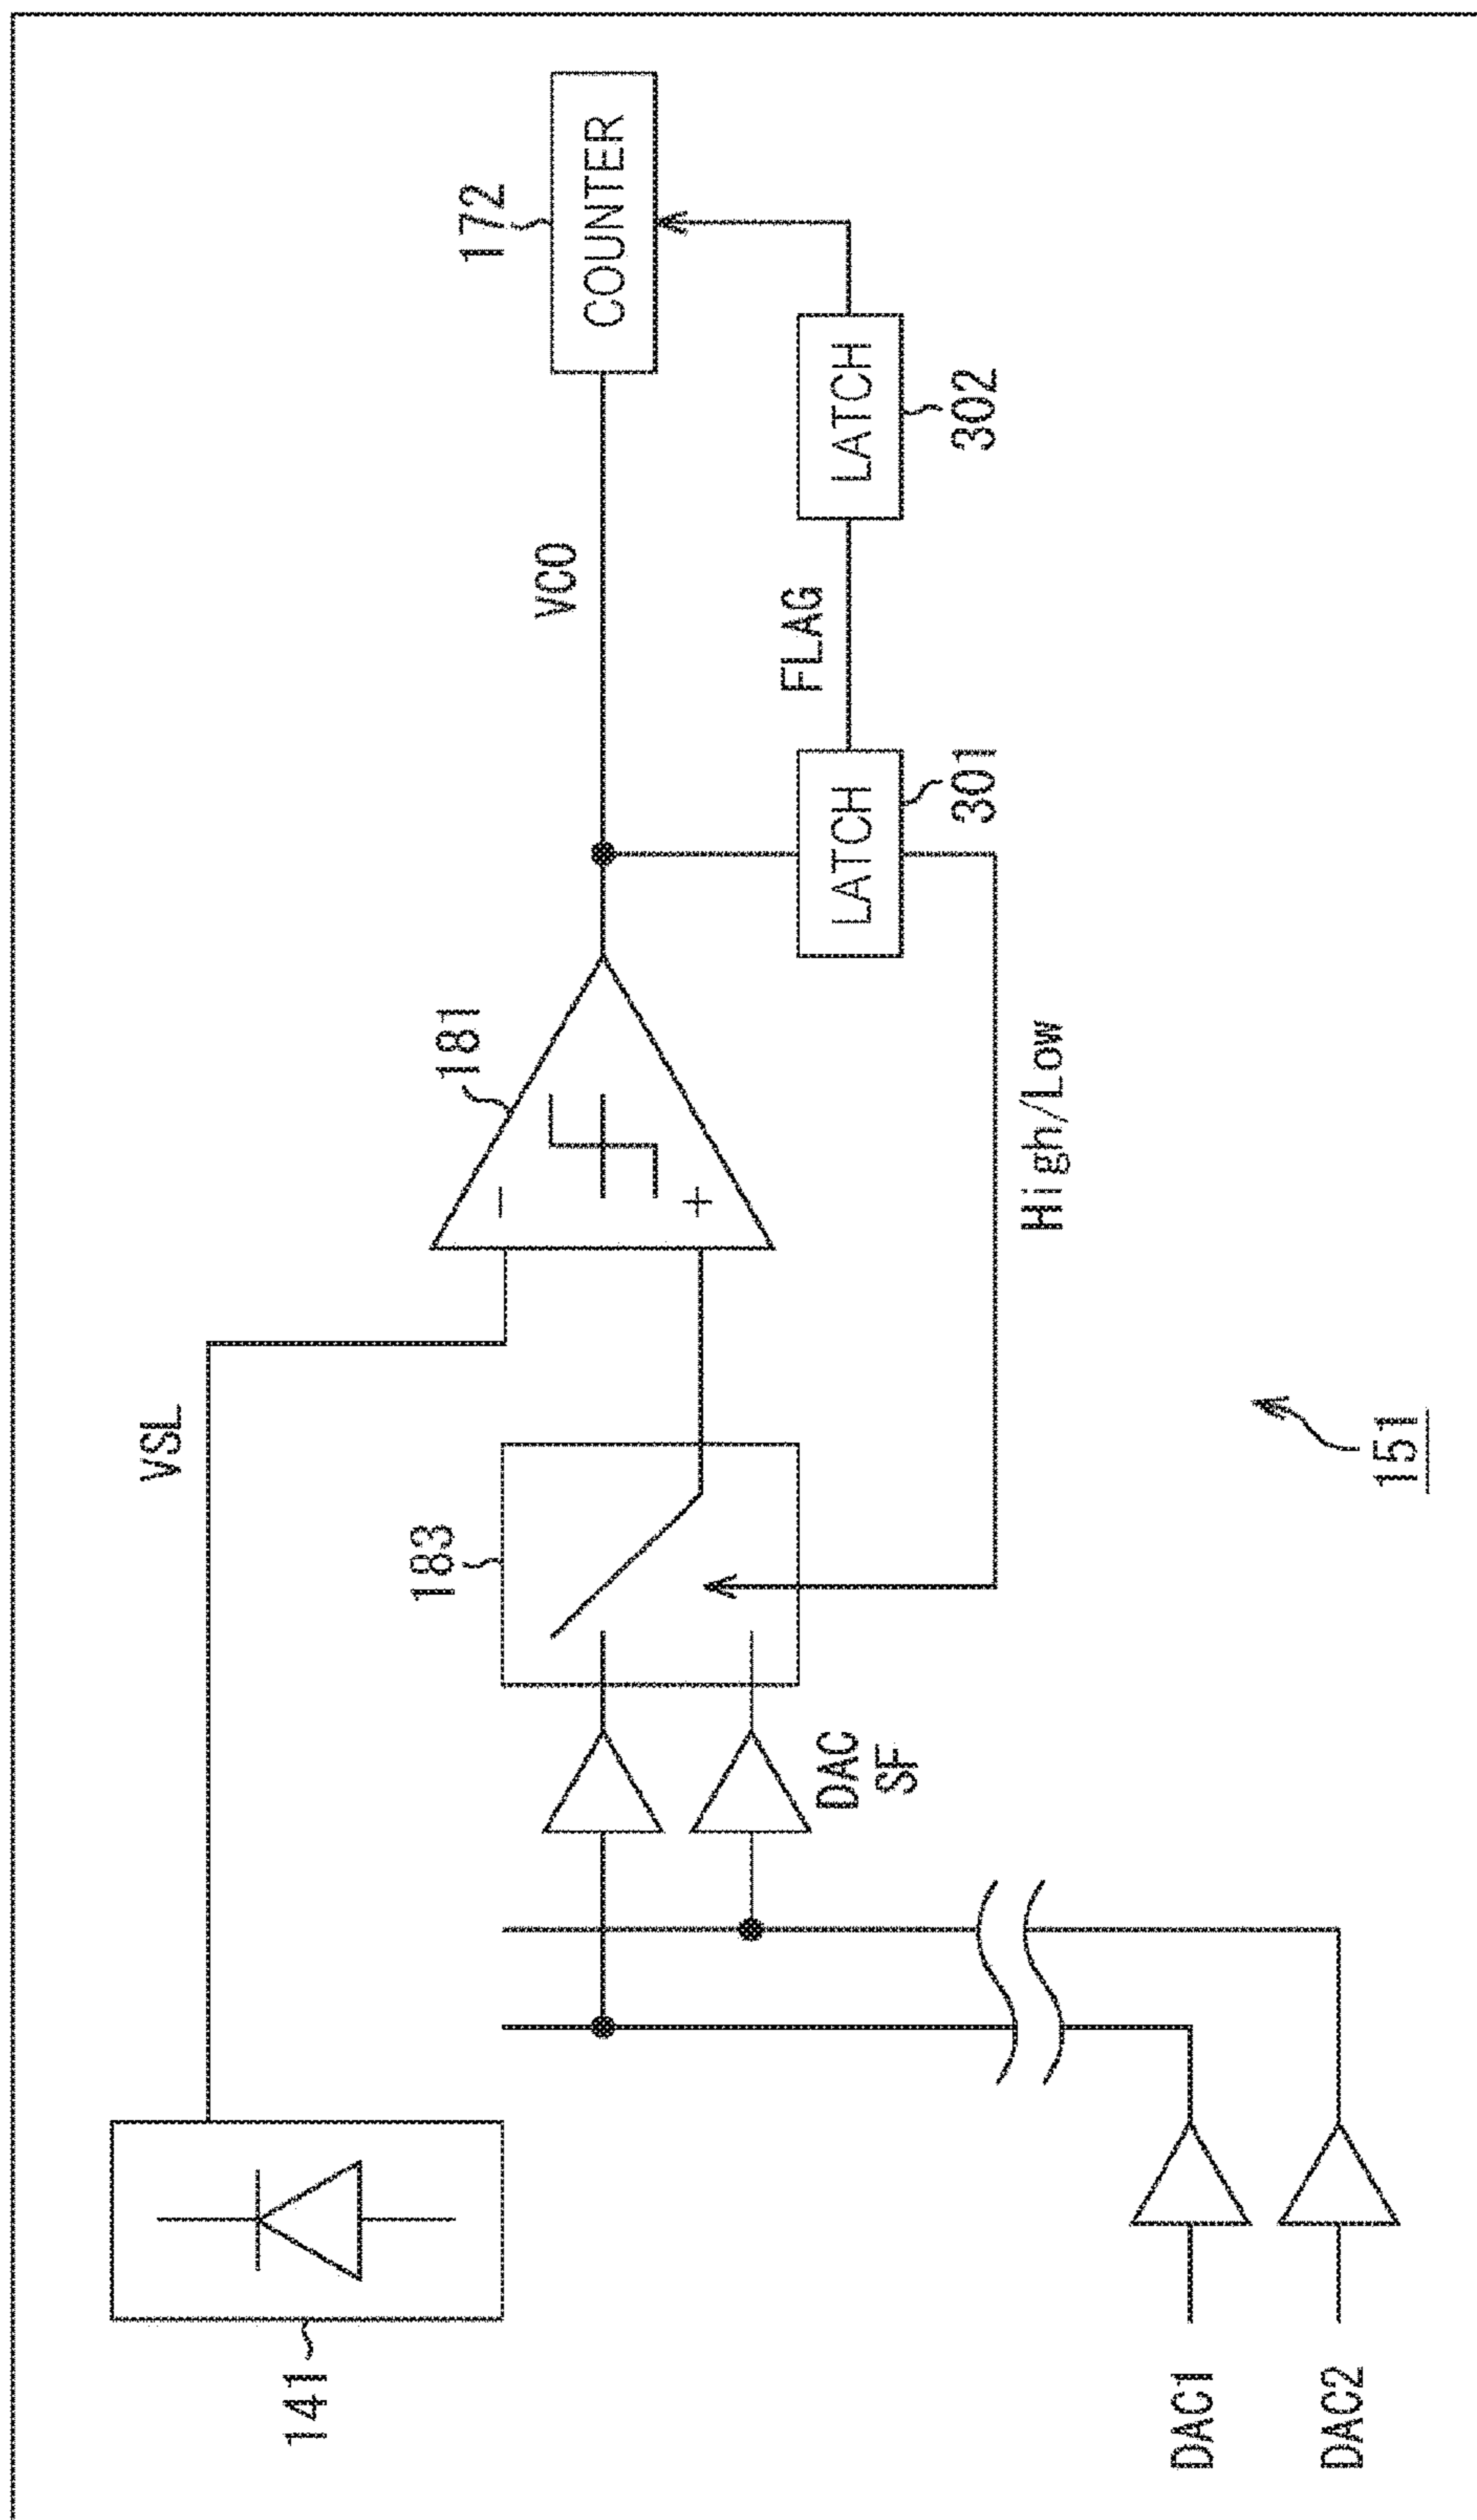 141
VSL
183
181
172
VCO
COUNTER
DAC
SF
LATCH
301
FLAG
LATCH
302
High/Low
DAC1
DAC2
151